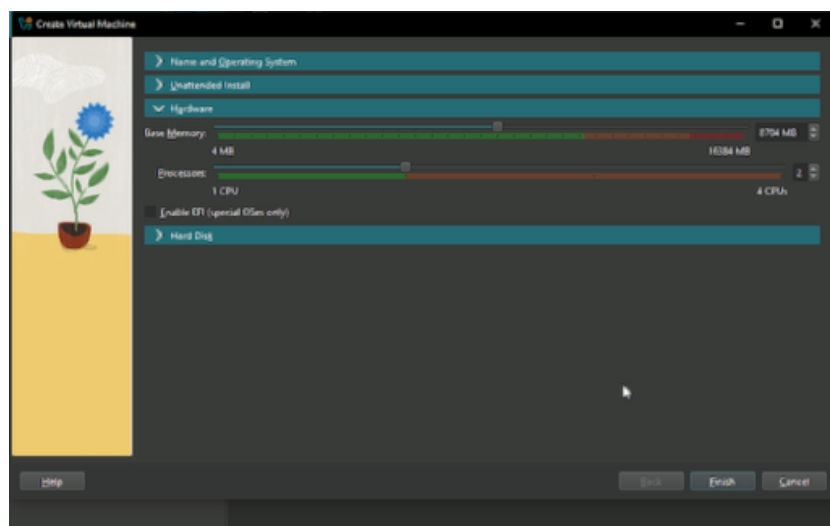 Create Virtual Machine
Name and Operating System
Unattended Install
Hardware
Base Memory: 8704 MB
4 MB 16384 MB
Processors: 2
1 CPU 4 CPUs
Enable EFI (special OSes only)
Hard Disk
Help Back Finish Cancel